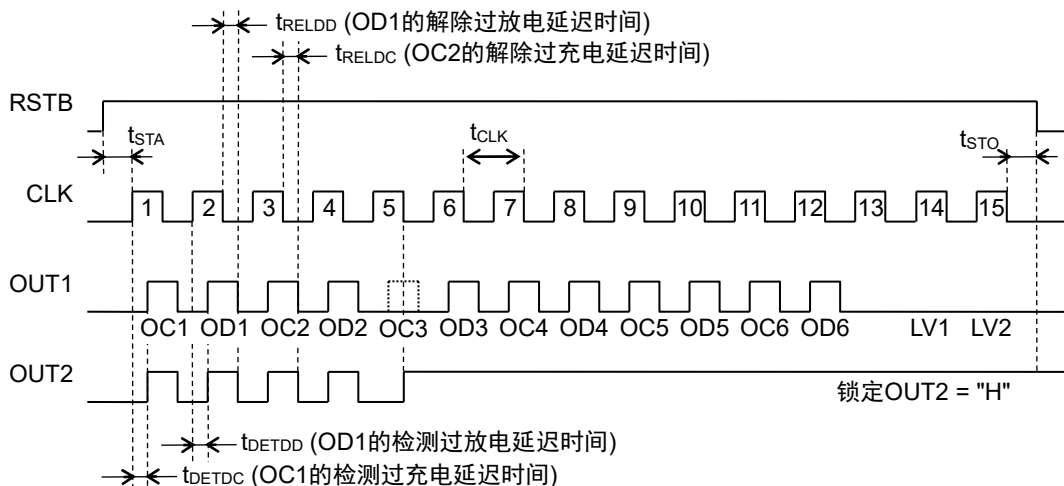 tRELDD (OD1的解除过放电延迟时间)
tRELDC (OC2的解除过充电延迟时间)
RSTB
tSTA
tCLK
tSTO
CLK
1 2 3 4 5 6 7 8 9 10 11 12 13 14 15
OUT1
OC1 OD1 OC2 OD2 OC3 OD3 OC4 OD4 OC5 OD5 OC6 OD6 LV1 LV2
OUT2
锁定OUT2 = "H"
tDETDD (OD1的检测过放电延迟时间)
tDETDC (OC1的检测过充电延迟时间)